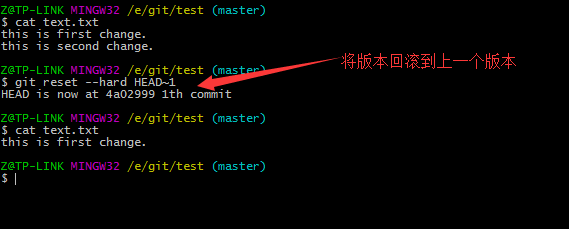 Z@TP-LINK MINGW32 /e/git/test (master)
$ cat text.txt
this is first change.
this is second change.
Z@TP-LINK MINGW32 /e/git/test (master)
$ git reset --hard HEAD~1
将版本回滚到上一个版本
HEAD is now at 4a02999 1th commit
Z@TP-LINK MINGW32 /e/git/test (master)
$ cat text.txt
this is first change.
Z@TP-LINK MINGW32 /e/git/test (master)
$